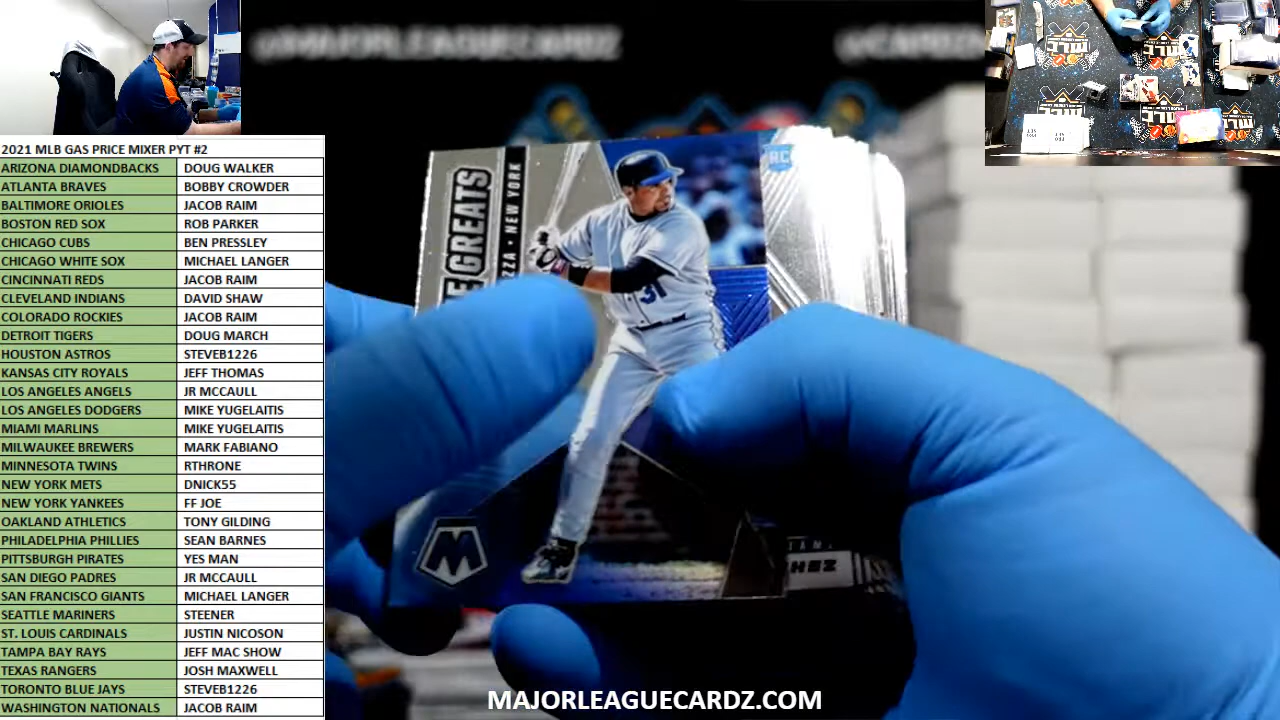 2021 MLB GAS PRICE MIXER PYT #2
ARIZONA DIAMONDBACKS DOUG WALKER
ATLANTA BRAVES BOBBY CROWDER
BALTIMORE ORIOLES JACOB RAIM
BOSTON RED SOX ROB PARKER
CHICAGO CUBS BEN PRESSLEY
CHICAGO WHITE SOX MICHAEL LANGER
CINCINNATI REDS JACOB RAIM
CLEVELAND INDIANS DAVID SHAW
COLORADO ROCKIES JACOB RAIM
DETROIT TIGERS DOUG MARCH
HOUSTON ASTROS STEVEB1226
KANSAS CITY ROYALS JEFF THOMAS
LOS ANGELES ANGELS JR MCCAULL
LOS ANGELES DODGERS MIKE YUGELAITIS
MIAMI MARLINS MIKE YUGELAITIS
MILWAUKEE BREWERS MARK FABIANO
MINNESOTA TWINS RTHRONE
NEW YORK METS DNICK55
NEW YORK YANKEES FF JOE
OAKLAND ATHLETICS TONY GILDING
PHILADELPHIA PHILLIES SEAN BARNES
PITTSBURGH PIRATES YES MAN
SAN DIEGO PADRES JR MCCAULL
SAN FRANCISCO GIANTS MICHAEL LANGER
SEATTLE MARINERS STEENER
ST. LOUIS CARDINALS JUSTIN NICOSON
TAMPA BAY RAYS JEFF MAC SHOW
TEXAS RANGERS JOSH MAXWELL
TORONTO BLUE JAYS STEVEB1226
WASHINGTON NATIONALS JACOB RAIM
@MAJORLEAGUECARDZ
GREATS
ZZA • NEW YORK
RC
31
M
HEZ
MAJORLEAGUECARDZ.COM